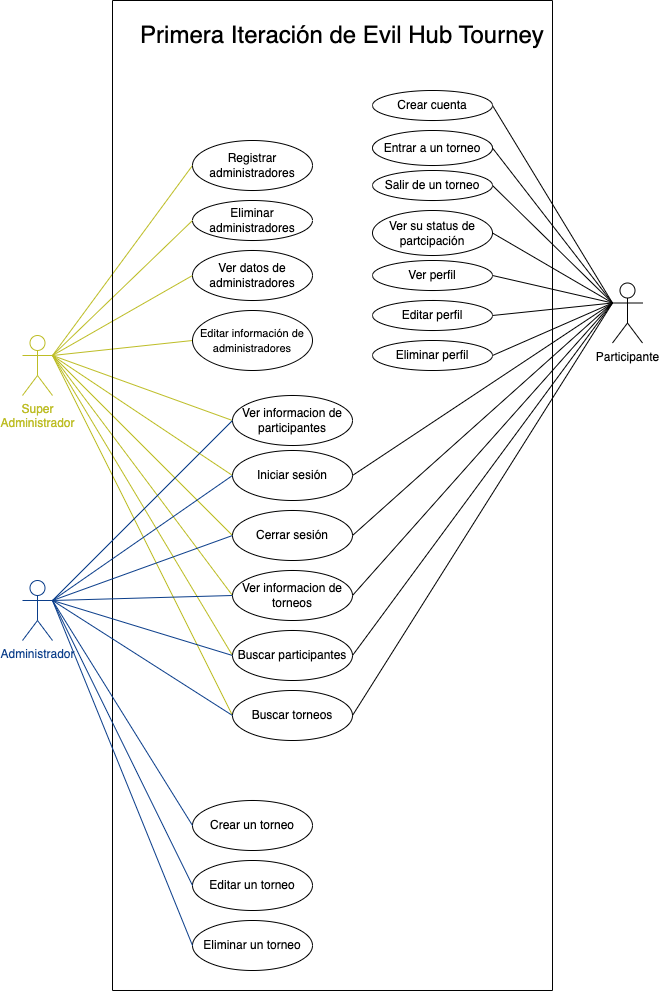 Primera Iteración de Evil Hub Tourney
Crear cuenta
Entrar a un torneo
Salir de un torneo
Ver su status de
partcipación
Ver perfil
Editar perfil
Eliminar perfil
Participante
Registrar
administradores
Eliminar
administradores
Ver datos de
administradores
Editar información de
administradores
Super
Administrador
Ver informacion de
participantes
Iniciar sesión
Cerrar sesión
Ver informacion de
torneos
Buscar participantes
Buscar torneos
Administrador
Crear un torneo
Editar un torneo
Eliminar un torneo